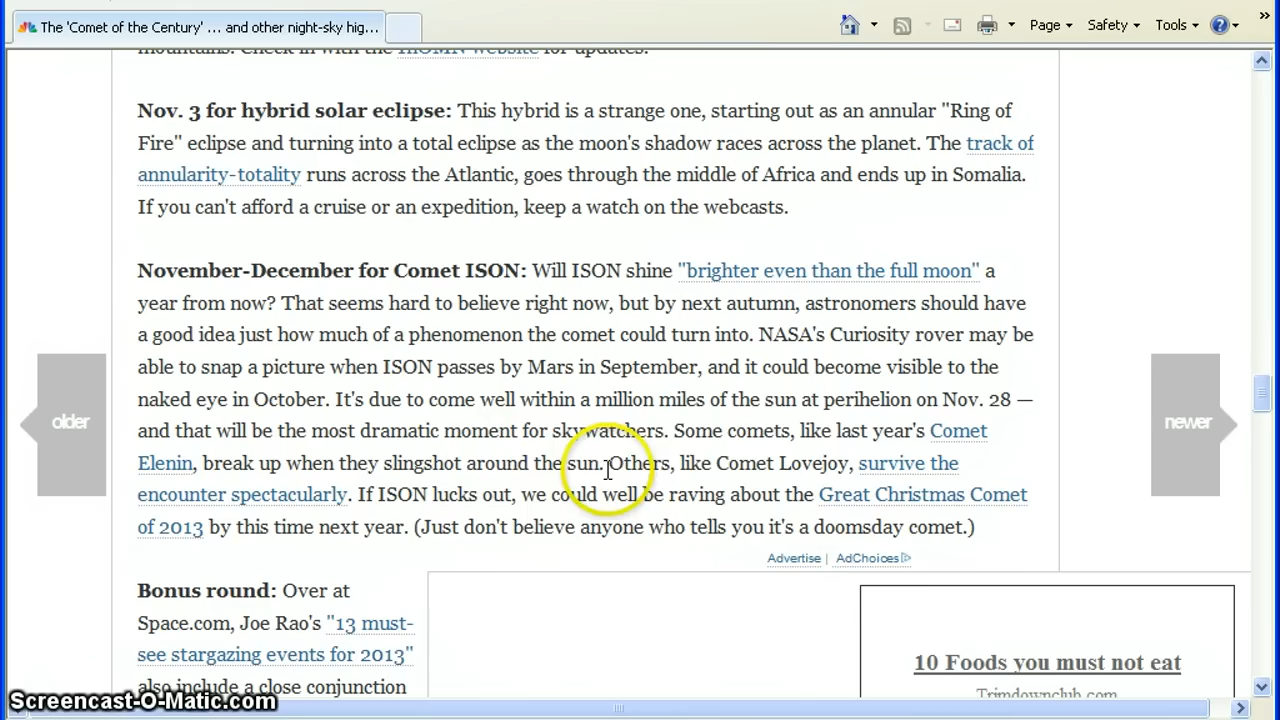 The 'Comet of the Century' ... and other night-sky hig...
Page
Safety
Tools
mountains. Check in with the HiOMN website for updates.
Nov. 3 for hybrid solar eclipse: This hybrid is a strange one, starting out as an annular "Ring of
Fire" eclipse and turning into a total eclipse as the moon's shadow races across the planet. The track of
annularity-totality runs across the Atlantic, goes through the middle of Africa and ends up in Somalia.
If you can't afford a cruise or an expedition, keep a watch on the webcasts.
November-December for Comet ISON: Will ISON shine "brighter even than the full moon" a
year from now? That seems hard to believe right now, but by next autumn, astronomers should have
a good idea just how much of a phenomenon the comet could turn into. NASA's Curiosity rover may be
able to snap a picture when ISON passes by Mars in September, and it could become visible to the
naked eye in October. It's due to come well within a million miles of the sun at perihelion on Nov. 28 —
and that will be the most dramatic moment for skywatchers. Some comets, like last year's Comet
Elenin, break up when they slingshot around the sun. Others, like Comet Lovejoy, survive the
encounter spectacularly. If ISON lucks out, we could well be raving about the Great Christmas Comet
of 2013 by this time next year. (Just don't believe anyone who tells you it's a doomsday comet.)
older
newer
Advertise | AdChoices
Bonus round: Over at
Space.com, Joe Rao's "13 must-
see stargazing events for 2013"
also include a close conjunction
10 Foods you must not eat
Trimdownclub.com
Screencast-O-Matic.com